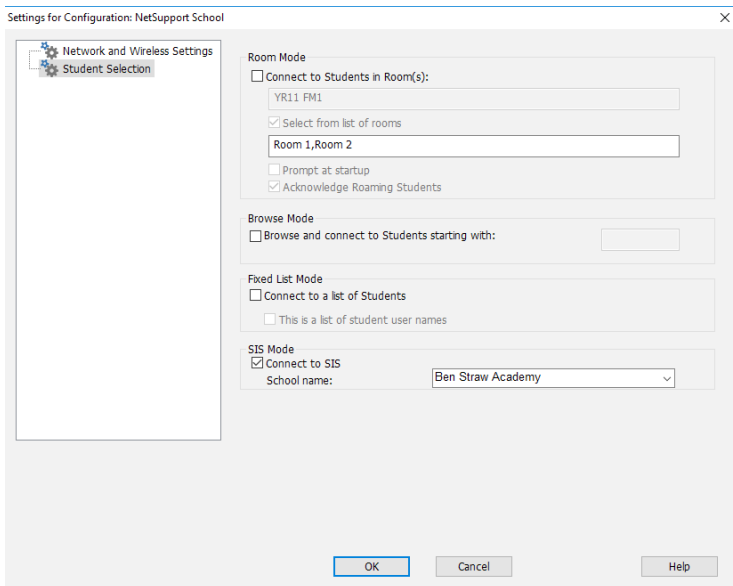 Settings for Configuration: NetSupport School
Network and Wireless Settings
Student Selection
Room Mode
Connect to Students in Room(s):
YR11 FM1
Select from list of rooms
Room 1,Room 2
Prompt at startup
Acknowledge Roaming Students
Browse Mode
Browse and connect to Students starting with:
Fixed List Mode
Connect to a list of Students
This is a list of student user names
SIS Mode
Connect to SIS
School name: Ben Straw Academy
OK Cancel Help